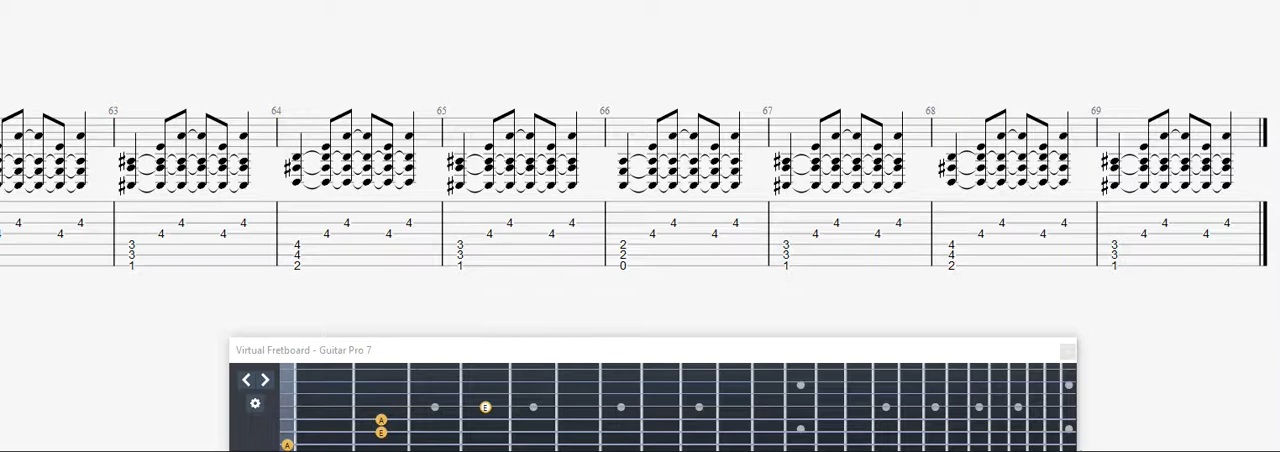 63 64 65 66 67 68 69
4 4 4 4 4 4 4 4 4 4 4 4 4 4 4 4
4 4 4 4 4 4 4 4 4 4 4 4 4 4 4
3 4 3 2 3 4 3
3 4 3 2 3 4 3
1 2 1 0 1 2 1
Virtual Fretboard - Guitar Pro 7
E
A
E
A